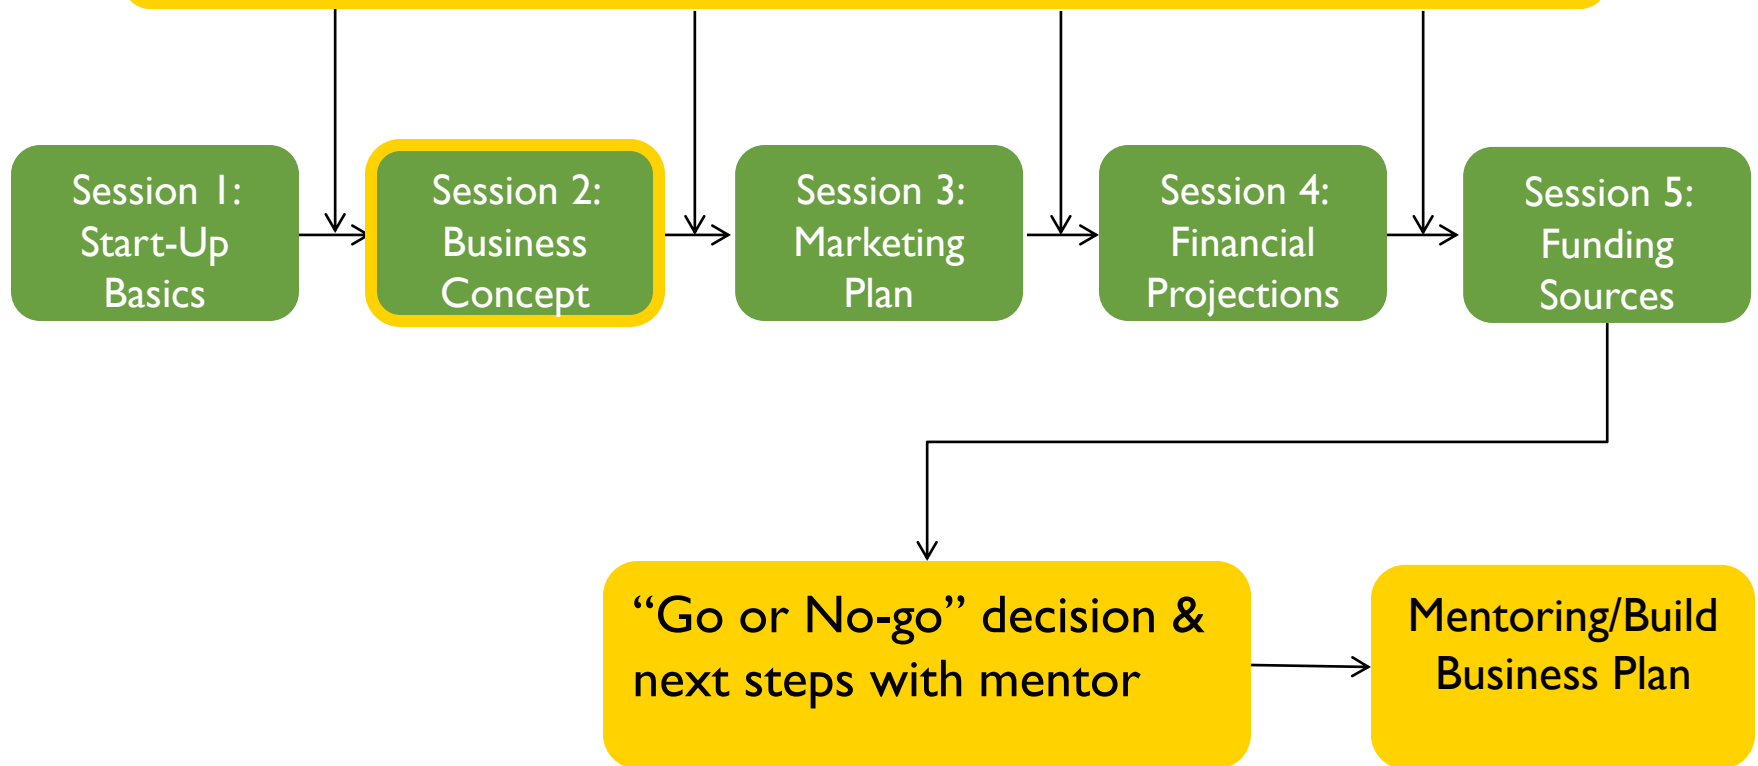 Session 1:
Start-Up
Basics
Session 2:
Business
Concept
Session 3:
Marketing
Plan
Session 4:
Financial
Projections
Session 5:
Funding
Sources
“Go or No-go” decision &
next steps with mentor
Mentoring/Build
Business Plan